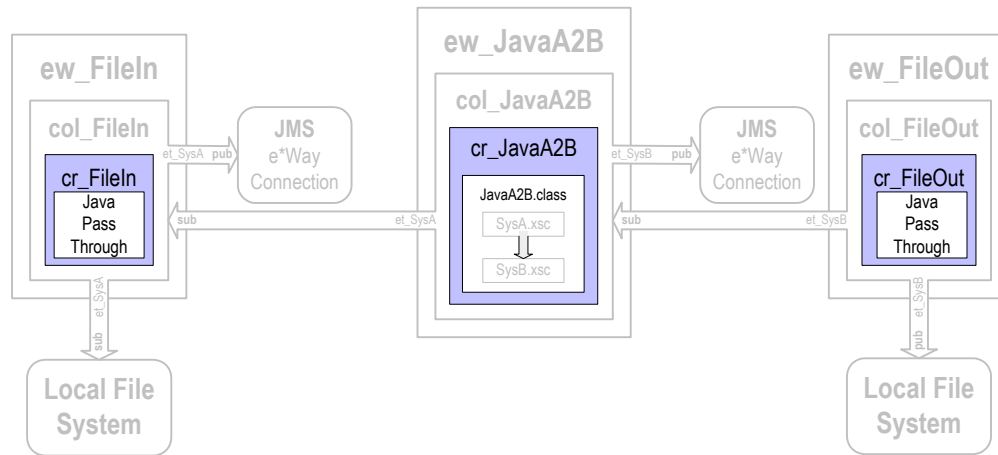 ew_FileIn
col_FileIn
cr_FileIn
Java
Pass
Through
et_SysA pub
JMS
e*Way
Connection
sub et_SysA
sub
et_SysA
Local File
System
ew_JavaA2B
col_JavaA2B
cr_JavaA2B
JavaA2B.class
SysA.xsc
SysB.xsc
et_SysB pub
JMS
e*Way
Connection
sub et_SysB
ew_FileOut
col_FileOut
cr_FileOut
Java
Pass
Through
pub
et_SysB
Local File
System